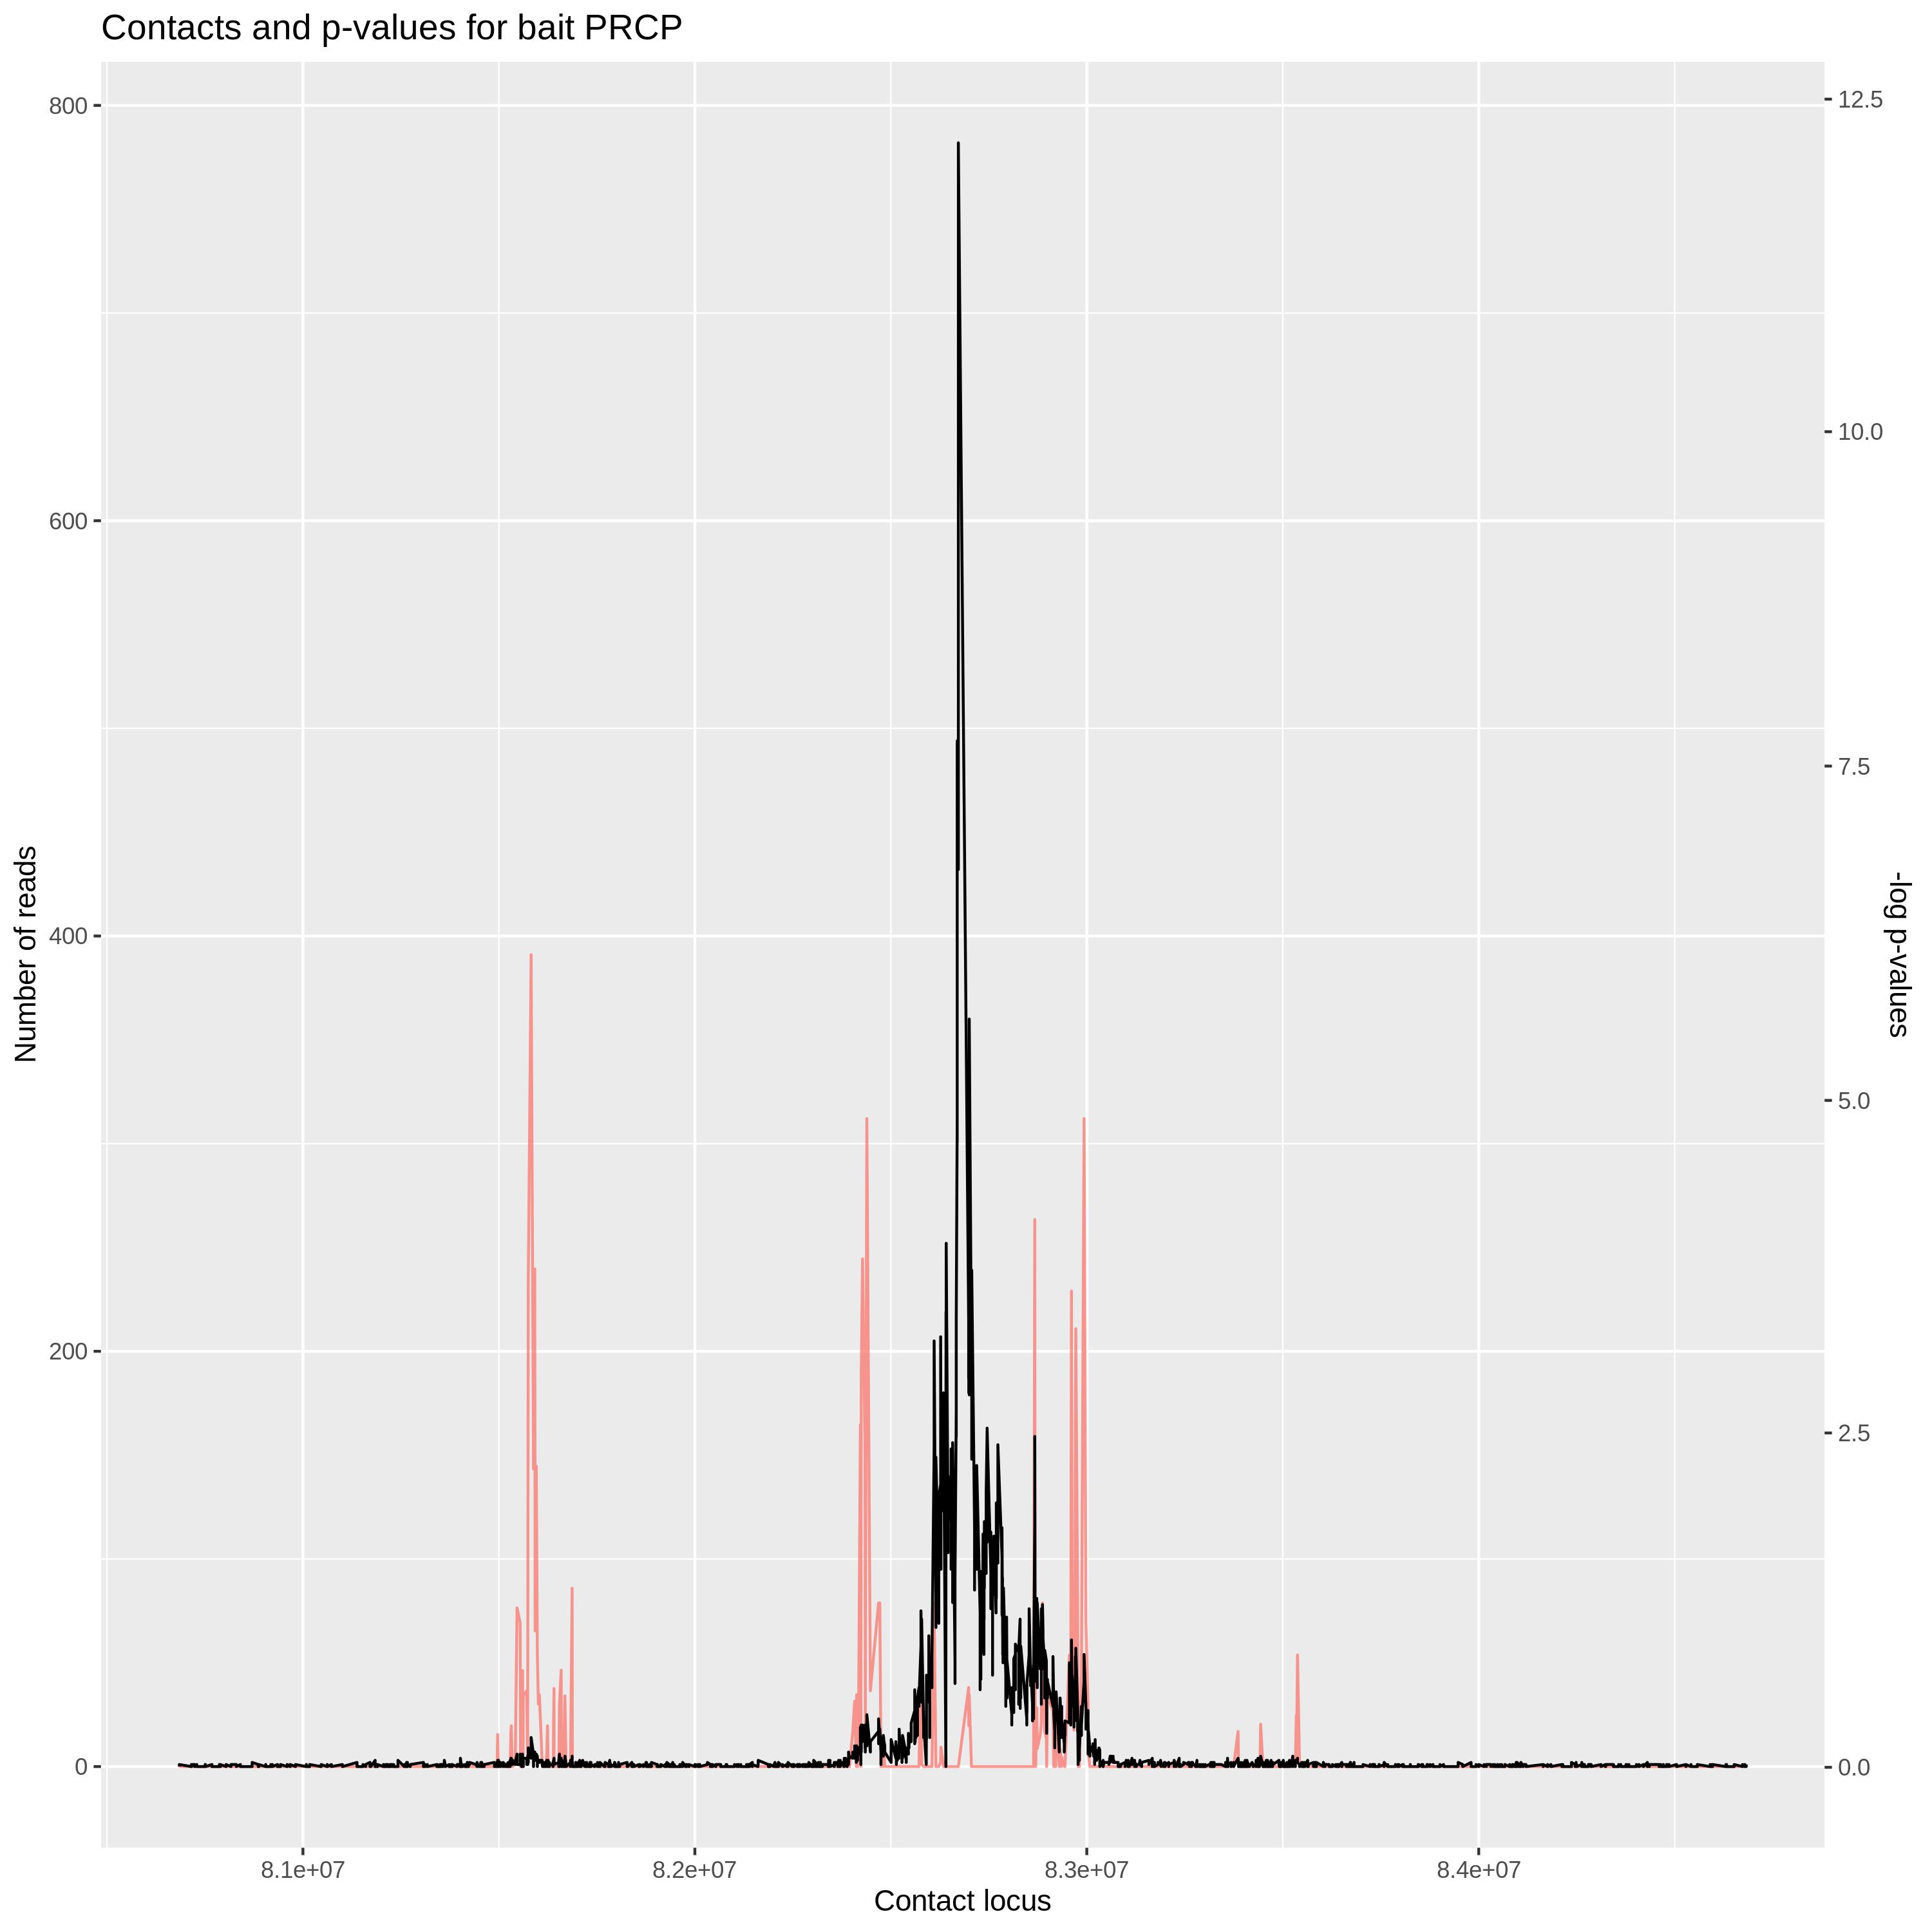 Contacts and p-values for bait PRCP
800
600
400
200
0
Number of reads
12.5
10.0
7.5
5.0
2.5
0.0
-log p-values
8.1e+07 8.2e+07 8.3e+07 8.4e+07
Contact locus